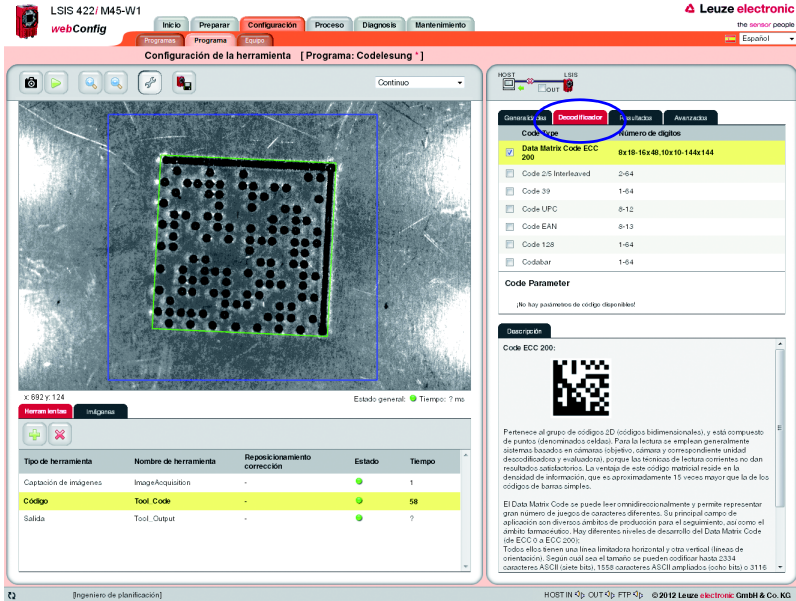 LSIS 422i M45-W1
webConfig
Inicio
Preparar
Configuración
Proceso
Diagnosis
Mantenimiento
Leuze electronic
the sensor people
Programas
Programa
Equipo
Español
Configuración de la herramienta [ Programa: Codelesung * ]
Continuo
HOST
LSIS
OUT
Generalidades
Decodificador
Resultados
Avanzados
Code Type
Número de dígitos
Data Matrix Code ECC 200
8x18-16x48,10x10-144x144
Code 2/5 Interleaved
2-64
Code 39
1-64
Code UPC
8-12
Code EAN
8-13
Code 128
1-64
Codabar
1-64
Code Parameter
¡No hay parámetros de código disponibles!
Descripción
Code ECC 200:
Pertenece al grupo de códigos 2D (códigos bidimensionales), y está compuesto
de puntos (denominados celdas). Para la lectura se emplean generalmente
sistemas basados en cámaras (objetivo, cámara y correspondiente unidad
descodificadora y evaluadora), porque las técnicas de lectura corrientes no dan
resultados satisfactorios. La ventaja de este código matricial reside en la
densidad de información, que es aproximadamente 15 veces mayor que la de los
códigos de barras simples.
El Data Matrix Code se puede leer omnidireccionalmente y permite representar
gran número de juegos de caracteres diferentes. Su principal campo de
aplicación son diversos ámbitos de producción para el seguimiento, así como el
ámbito farmacéutico. Hay diferentes niveles de desarrollo del Data Matrix Code
(de ECC 0 a ECC 200):
Todos ellos tienen una línea limitadora horizontal y otra vertical (líneas de
orientación). Según cuál sea el tamaño se pueden codificar hasta 2334
caracteres ASCII (siete bits), 1558 caracteres ASCII ampliados (ocho bits) o 3116
x: 692 y: 124
Estado general: Tiempo: ? ms
Herramientas
Imágenes
Tipo de herramienta
Nombre de herramienta
Reposicionamiento corrección
Estado
Tiempo
Captación de imágenes
ImageAcquisition
-
1
Código
Tool_Code
-
58
Salida
Tool_Output
-
?
[Ingeniero de planificación]
HOST IN OUT FTP © 2012 Leuze electronic GmbH & Co. KG